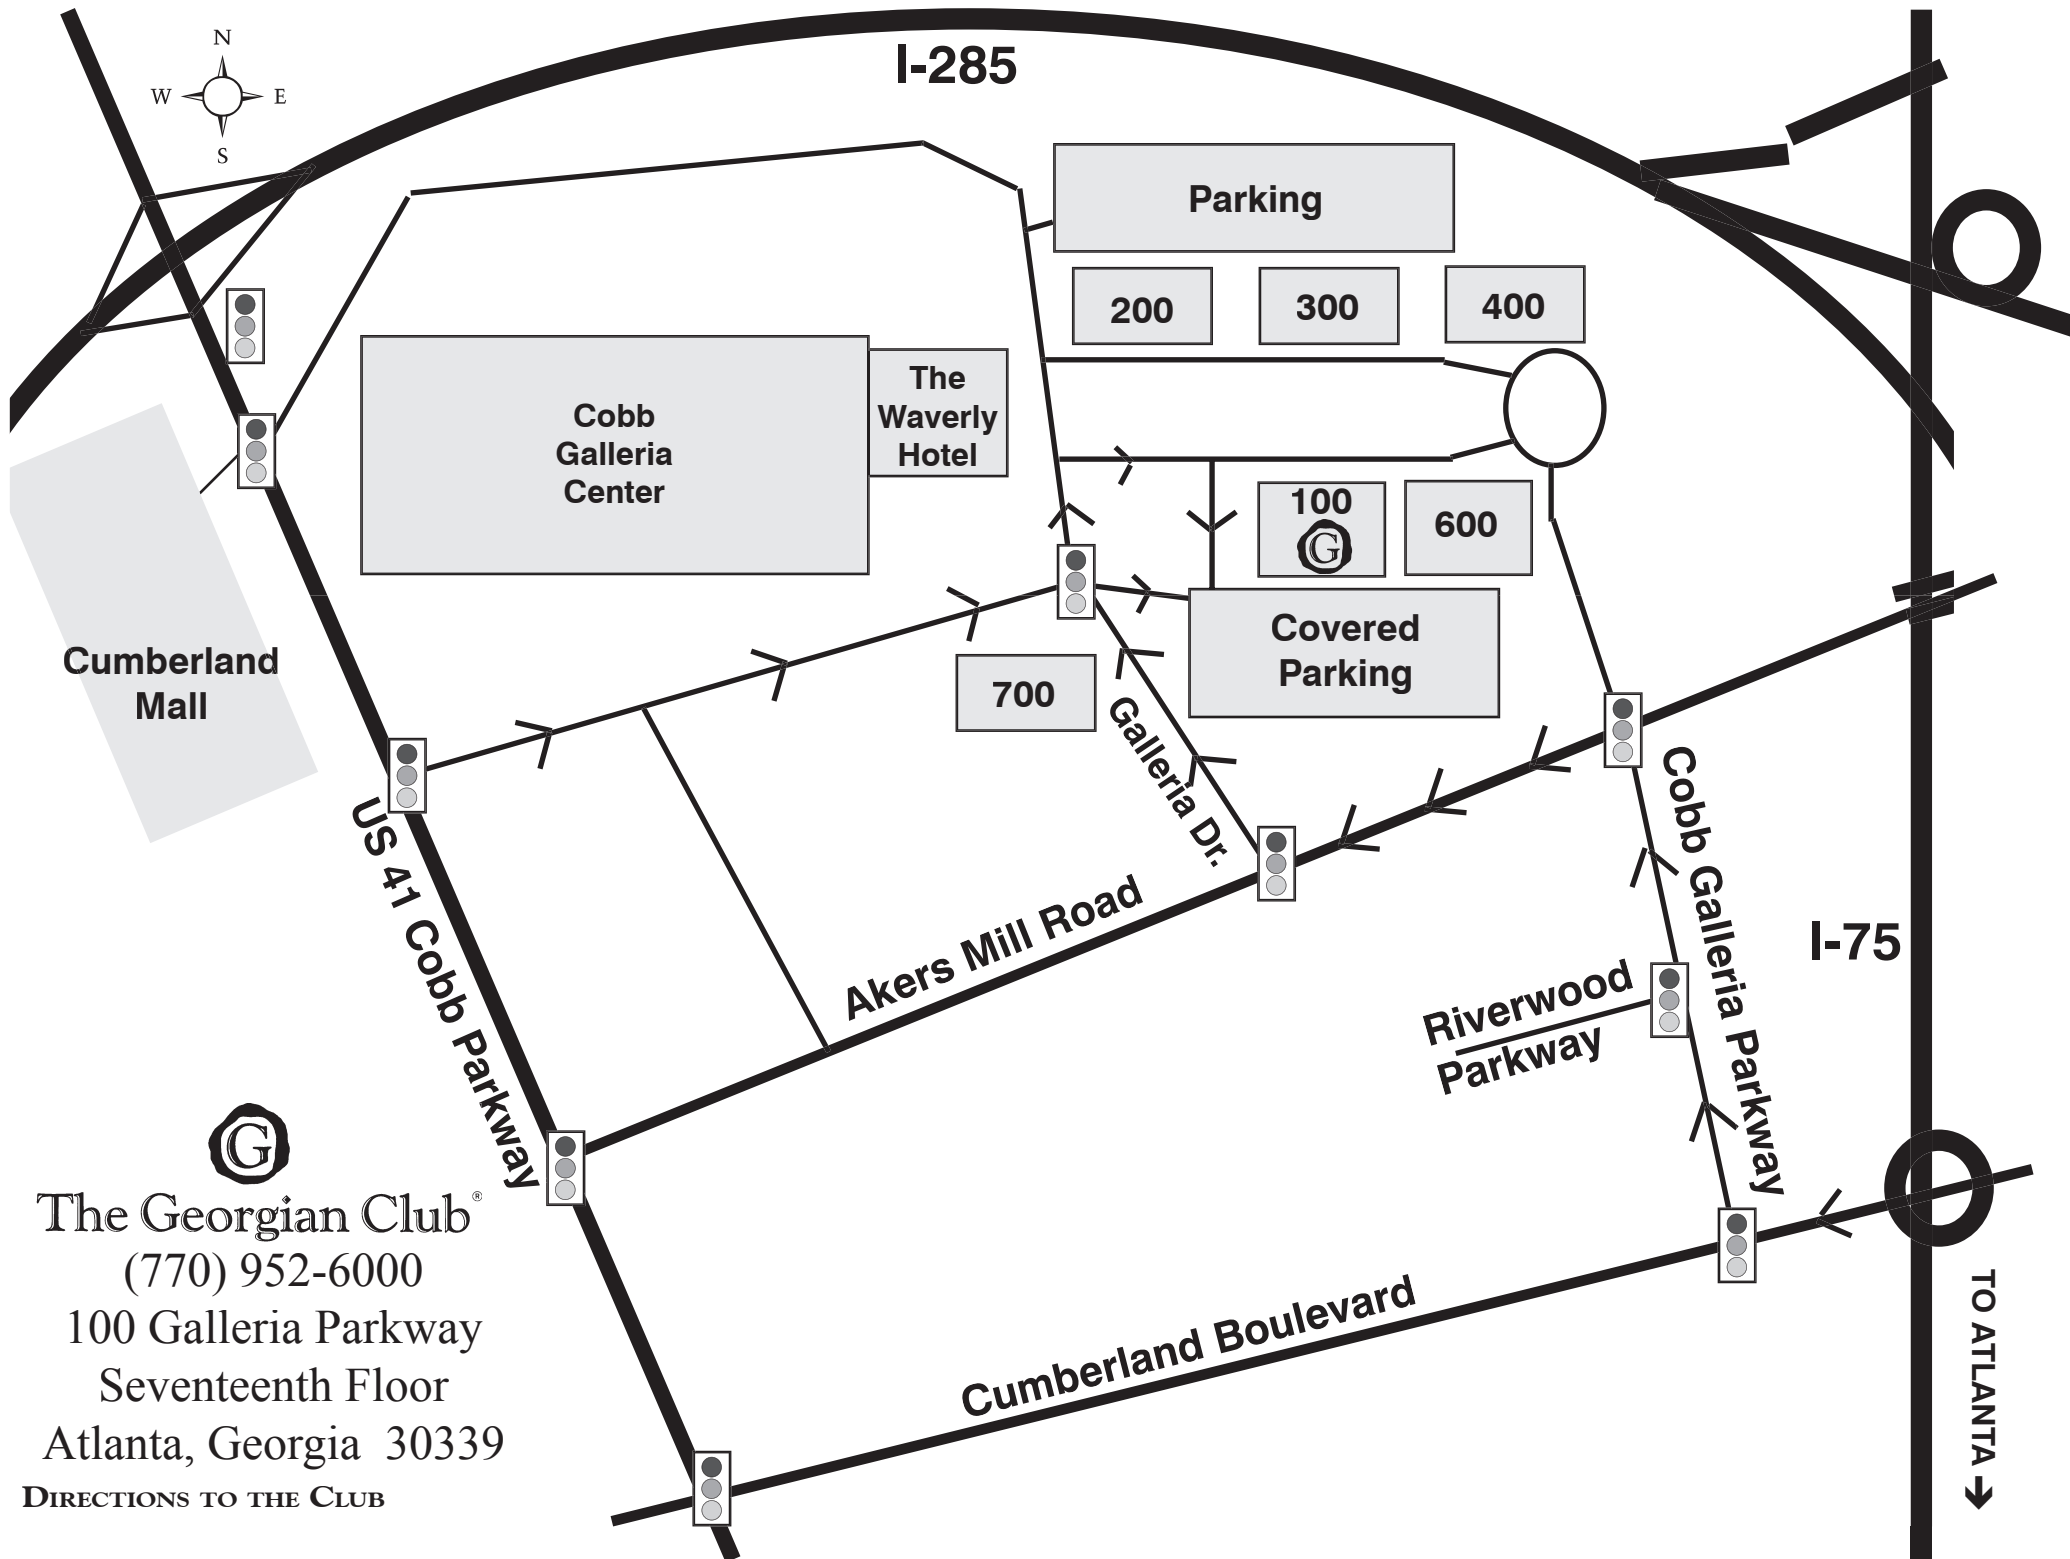 N
W E
S
I-285
Parking
200
300
400
The
Waverly
Hotel
Cobb
Galleria
Center
100
G
600
Covered
Parking
700
Cumberland
Mall
Galleria Dr.
US 41 Cobb Parkway
Akers Mill Road
Cobb Galleria Parkway
I-75
Riverwood
Parkway
Cumberland Boulevard
TO ATLANTA →
G
The Georgian Club®
(770) 952-6000
100 Galleria Parkway
Seventeenth Floor
Atlanta, Georgia 30339
DIRECTIONS TO THE CLUB